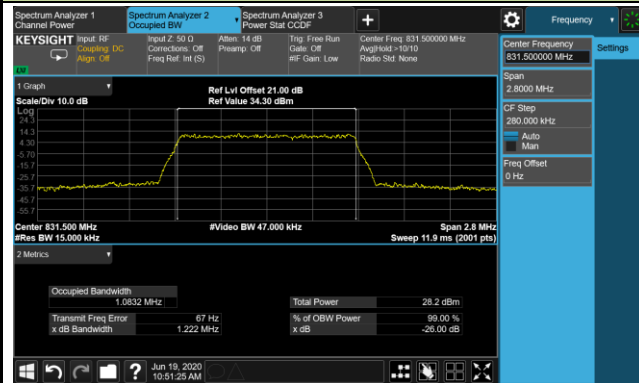 Spectrum Analyzer 1
Channel Power
Spectrum Analyzer 2
Occupied BW
Spectrum Analyzer 3
Power Stat CCDF
Frequency
KEYSIGHT
Input: RF
Coupling: DC
Align: Off
Input Z: 50 Ω
Corrections: Off
Freq Ref: Int (S)
Atten: 14 dB
Preamp: Off
Trig: Free Run
Gate: Off
#IF Gain: Low
Center Freq: 831.500000 MHz
Avg|Hold:>10/10
Radio Std: None
Center Frequency
831.500000 MHz
Settings
Span
2.8000 MHz
CF Step
280.000 kHz
Auto
Man
Freq Offset
0 Hz
1 Graph
Scale/Div 10.0 dB
Ref Lvl Offset 21.00 dB
Ref Value 34.30 dBm
Log
24.3
14.3
4.30
-5.70
-15.7
-25.7
-35.7
-45.7
-55.7
Center 831.500 MHz
#Res BW 15.000 kHz
#Video BW 47.000 kHz
Span 2.8 MHz
Sweep 11.9 ms (2001 pts)
2 Metrics
Occupied Bandwidth
1.0832 MHz
Total Power 28.2 dBm
Transmit Freq Error 67 Hz
% of OBW Power 99.00 %
x dB Bandwidth 1.222 MHz
x dB -26.00 dB
Jun 19, 2020
10:51:25 AM